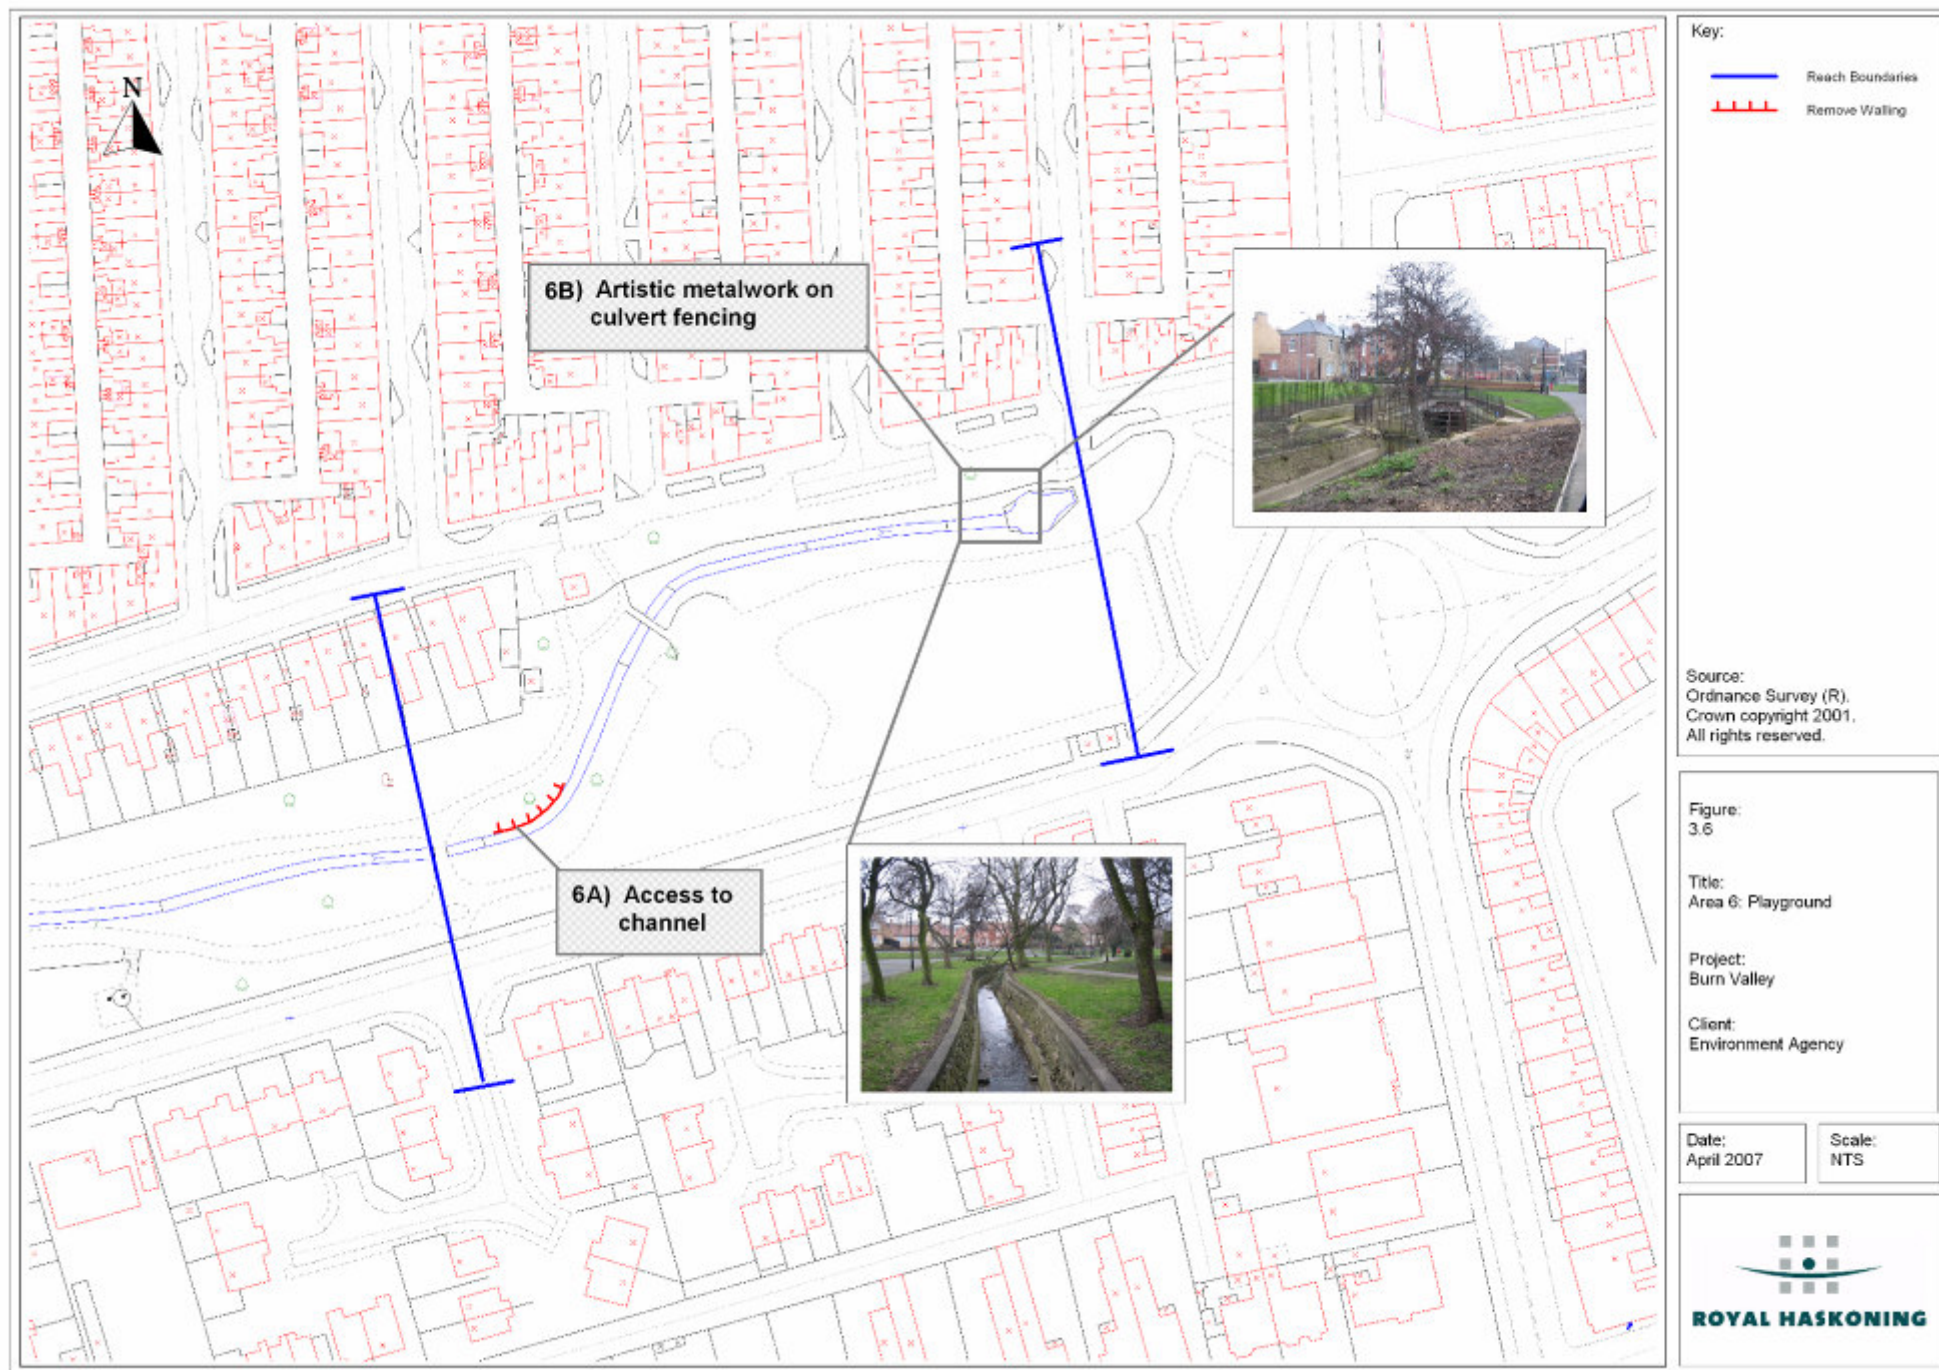 N
6B) Artistic metalwork on
culvert fencing
6A) Access to
channel
Key:
Reach Boundaries
Remove Walling
Source:
Ordnance Survey (R).
Crown copyright 2001.
All rights reserved.
Figure:
3.6
Title:
Area 6: Playground
Project:
Burn Valley
Client:
Environment Agency
Date:
April 2007
Scale:
NTS
ROYAL HASKONING